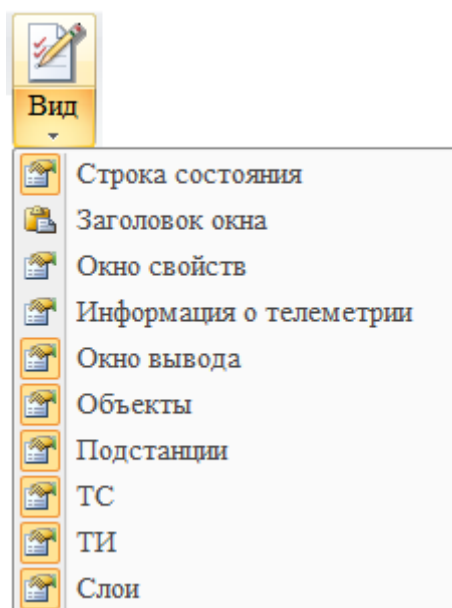 Вид
Строка состояния
Заголовок окна
Окно свойств
Информация о телеметрии
Окно вывода
Объекты
Подстанции
ТС
ТИ
Слои